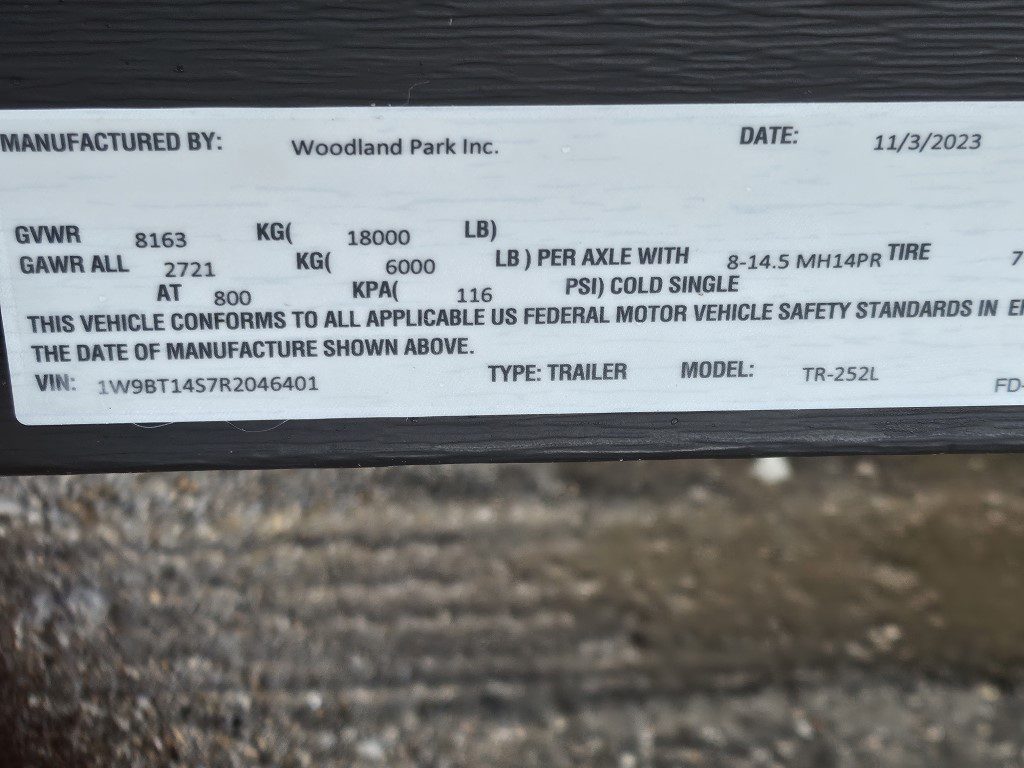 MANUFACTURED BY: Woodland Park Inc. DATE: 11/3/2023
GVWR 8163 KG( 18000 LB)
GAWR ALL 2721 KG( 6000 LB ) PER AXLE WITH 8-14.5 MH14PR TIRE 7
AT 800 KPA( 116 PSI) COLD SINGLE
THIS VEHICLE CONFORMS TO ALL APPLICABLE US FEDERAL MOTOR VEHICLE SAFETY STANDARDS IN
THE DATE OF MANUFACTURE SHOWN ABOVE.
VIN: 1W9BT14S7R2046401 TYPE: TRAILER MODEL: TR-252L FD-